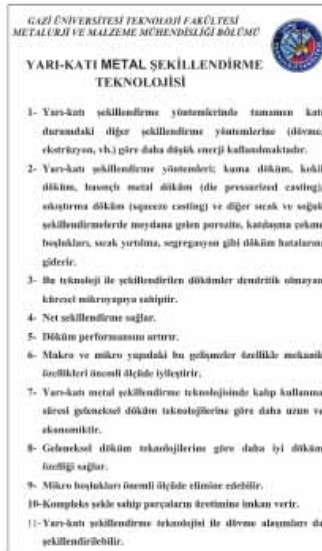 GAZİ ÜNİVERSİTESİ TEKNOLOJİ FAKÜLTESİ
METALURJİ VE MALZEME MÜHENDİSLİĞİ BÖLÜMÜ
YARI-KATI METAL ŞEKİLLENDİRME
TEKNOLOJİSİ
1- Yarı-katı şekillendirme yöntemlerinde tamamen katı
durumdaki diğer şekillendirme yöntemlerine (dövme,
ekstrüzyon, vb.) göre daha düşük enerji kullanılmaktadır.
2- Yarı-katı şekillendirme yöntemleri; kuma döküm, kokil
döküm, basınçlı metal döküm (die pressurized casting),
sıkıştırma döküm (squeeze casting) ve diğer sıcak ve soğuk
şekillendirmelerde meydana gelen porozite, katılaşma çekme
boşlukları, sıcak yırtılma, segregasyon gibi döküm hatalarını
giderir.
3- Bu teknoloji ile şekillendirilen dökümler dendritik olmayan
küresel mikroyapıya sahiptir.
4- Net şekillendirme sağlar.
5- Döküm performansını artırır.
6- Makro ve mikro yapıdaki bu gelişmeler özellikle mekanik
özellikleri önemli ölçüde iyileştirir.
7- Yarı-katı metal şekillendirme teknolojisinde kalıp kullanma
süresi geleneksel döküm teknolojilerine göre daha uzun ve
ekonomiktir.
8- Geleneksel döküm teknolojilerine göre daha iyi döküm
özelliği sağlar.
9- Mikro boşlukları önemli ölçüde elimine edebilir.
10- Kompleks şekle sahip parçaların üretimine imkan verir.
11- Yarı-katı şekillendirme teknolojisi ile dövme alaşımları da
şekillendirilebilir.